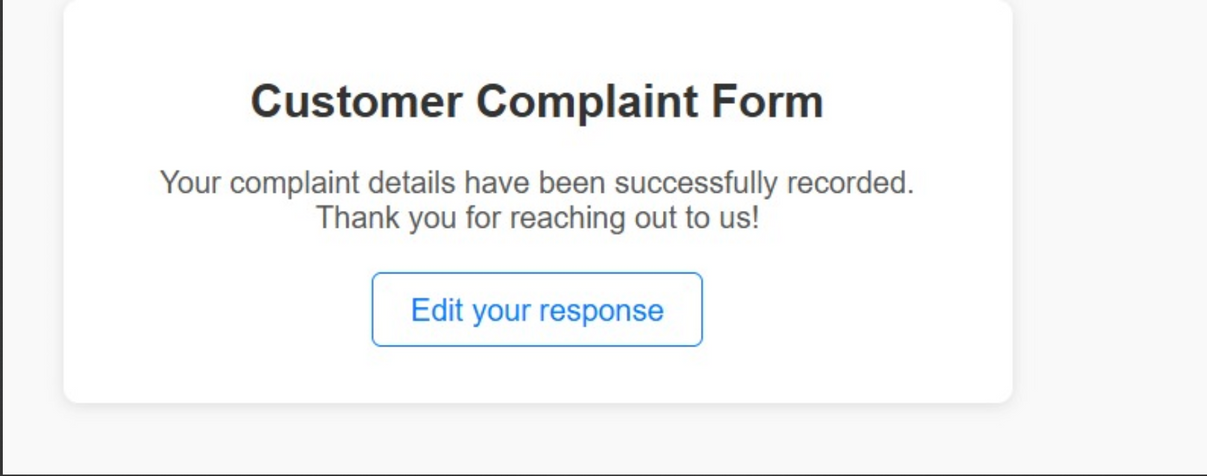 Customer Complaint Form
Your complaint details have been successfully recorded.
Thank you for reaching out to us!
Edit your response